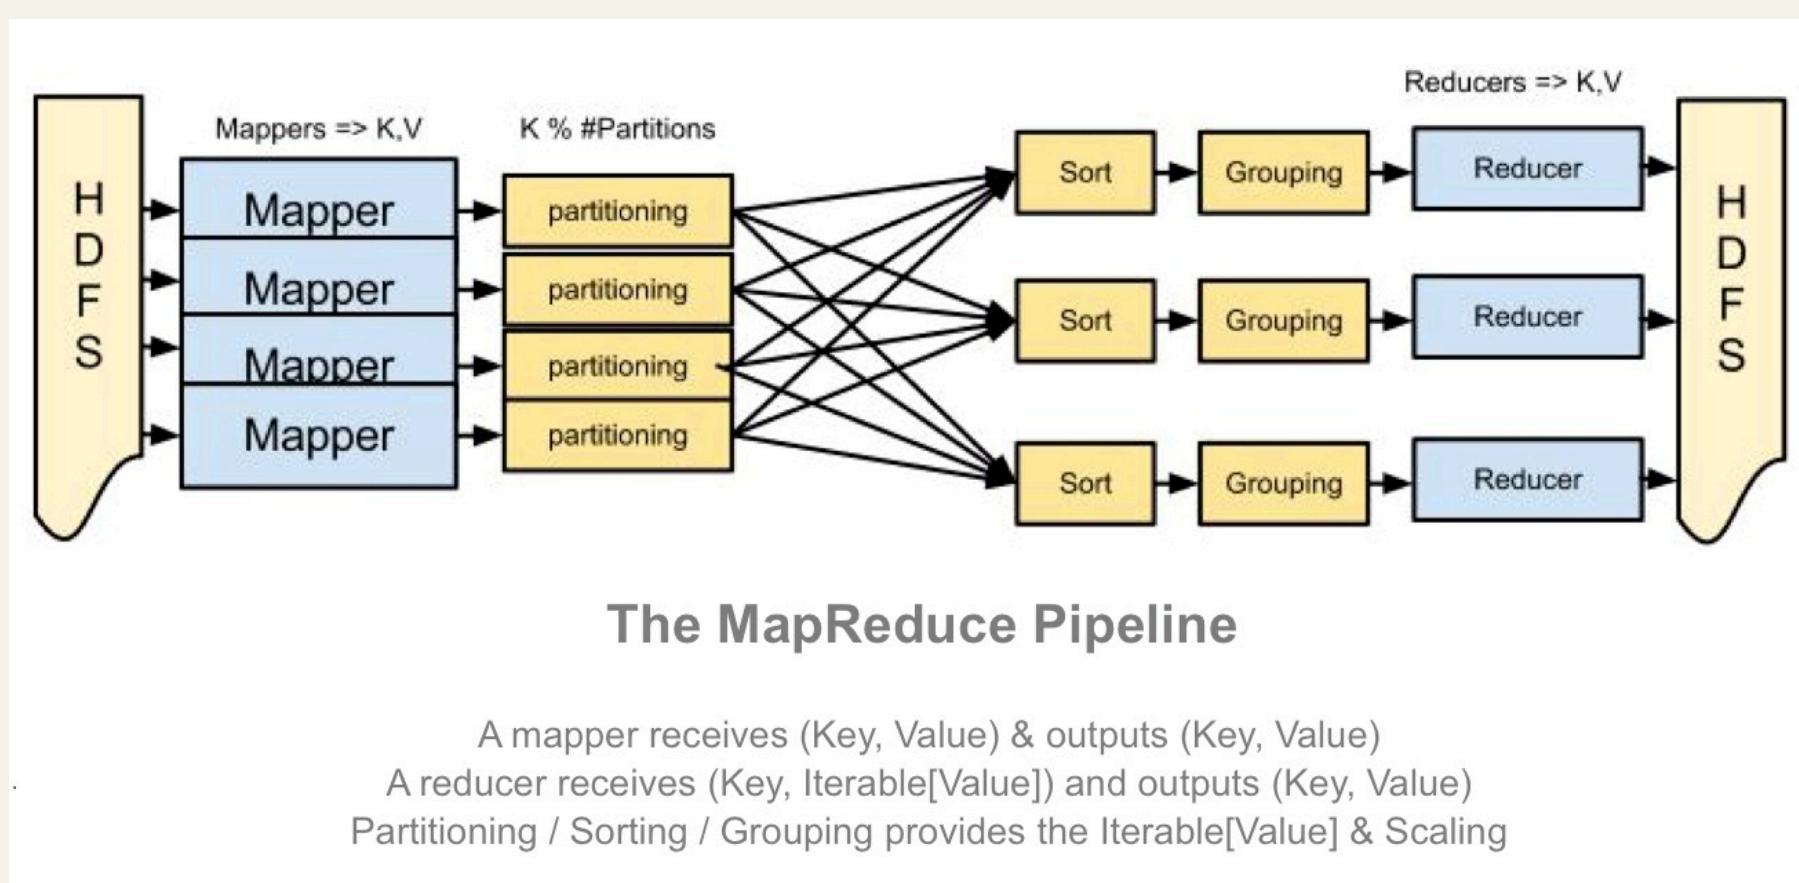 Mappers => K,V
K % #Partitions
Reducers => K,V
H
D
F
S
Mapper
Mapper
Mapper
Mapper
partitioning
partitioning
partitioning
partitioning
Sort
Grouping
Reducer
Sort
Grouping
Reducer
Sort
Grouping
Reducer
H
D
F
S
The MapReduce Pipeline
A mapper receives (Key, Value) & outputs (Key, Value)
A reducer receives (Key, Iterable[Value]) and outputs (Key, Value)
Partitioning / Sorting / Grouping provides the Iterable[Value] & Scaling